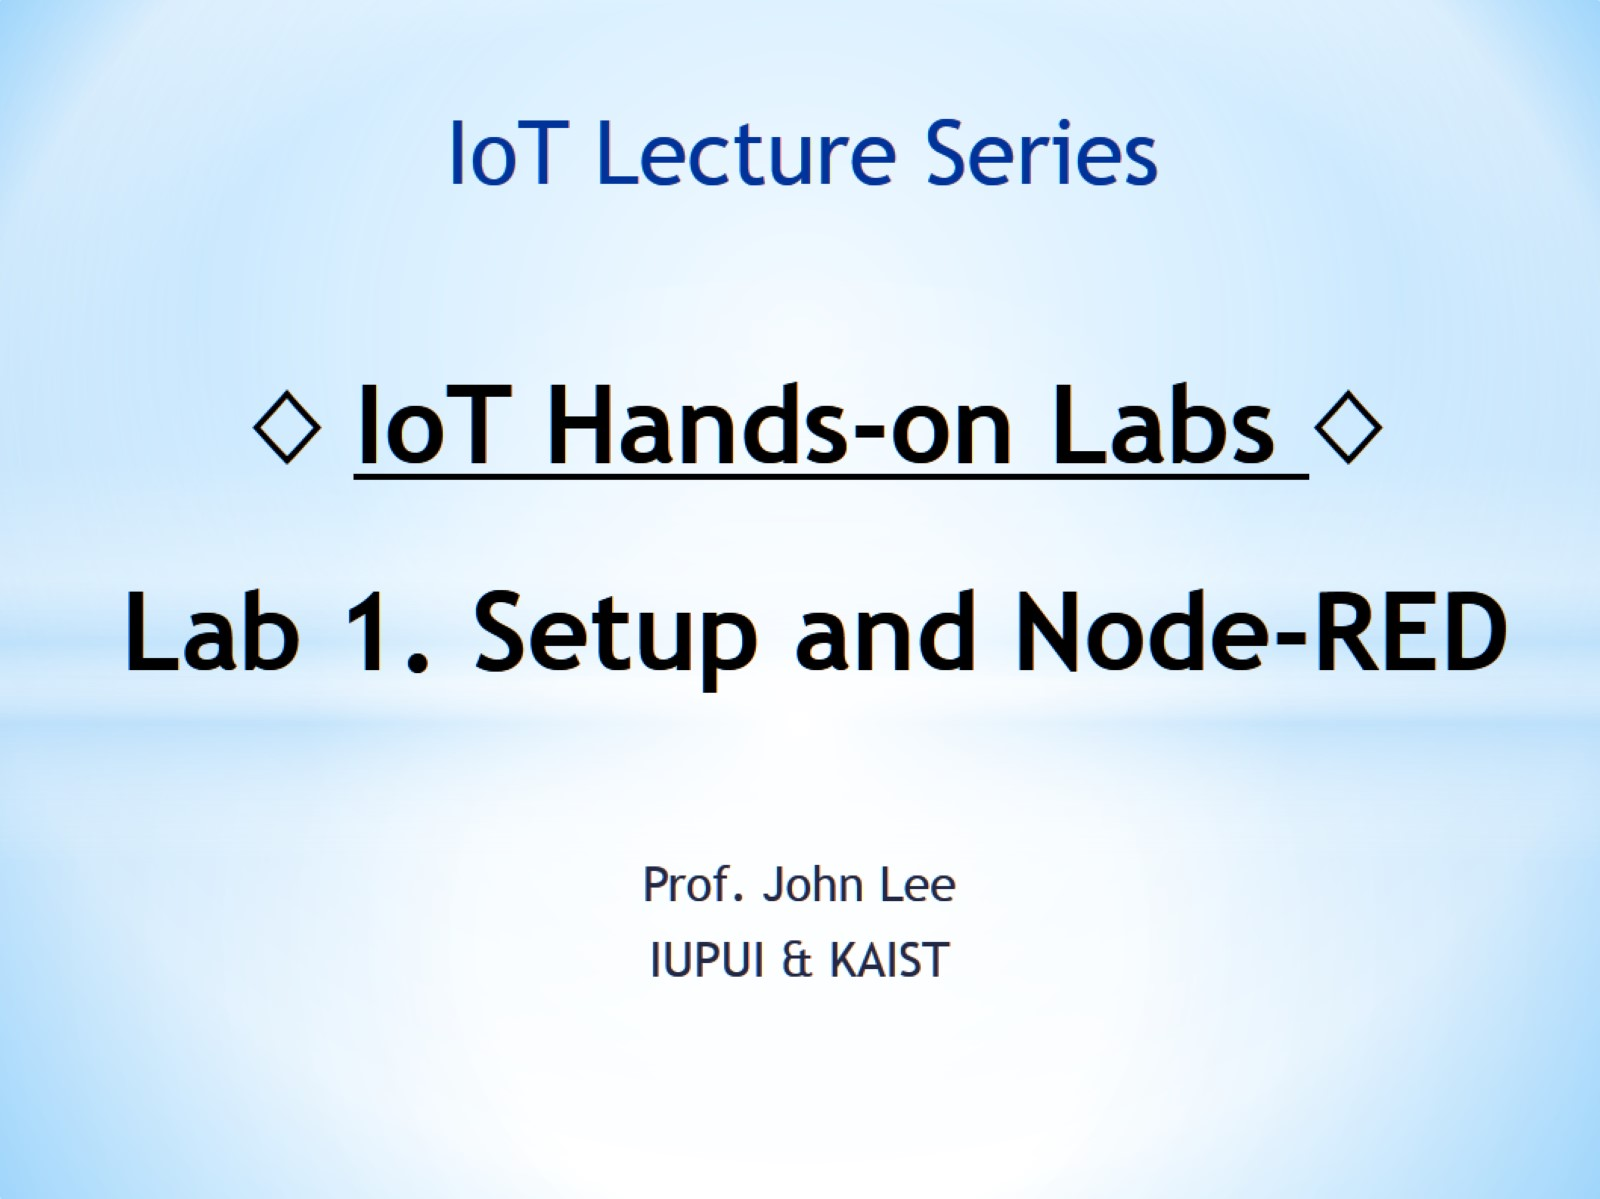 IoT Lecture Series
◇ IoT Hands-on Labs ◇
Lab 1. Setup and Node-RED
Prof. John Lee
IUPUI & KAIST